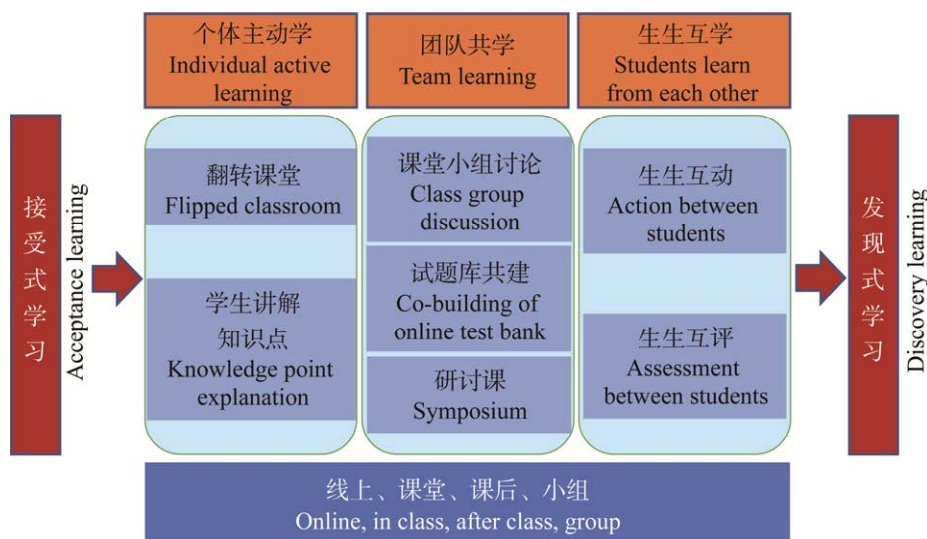 接受式学习
Acceptance learning
个体主动学
Individual active
learning
翻转课堂
Flipped classroom
学生讲解
知识点
Knowledge point
explanation
团队共学
Team learning
课堂小组讨论
Class group
discussion
试题库共建
Co-building of
online test bank
研讨课
Symposium
生生互学
Students learn
from each other
生生互动
Action between
students
生生互评
Assessment
between students
线上、课堂、课后、小组
Online, in class, after class, group
发现式学习
Discovery learning